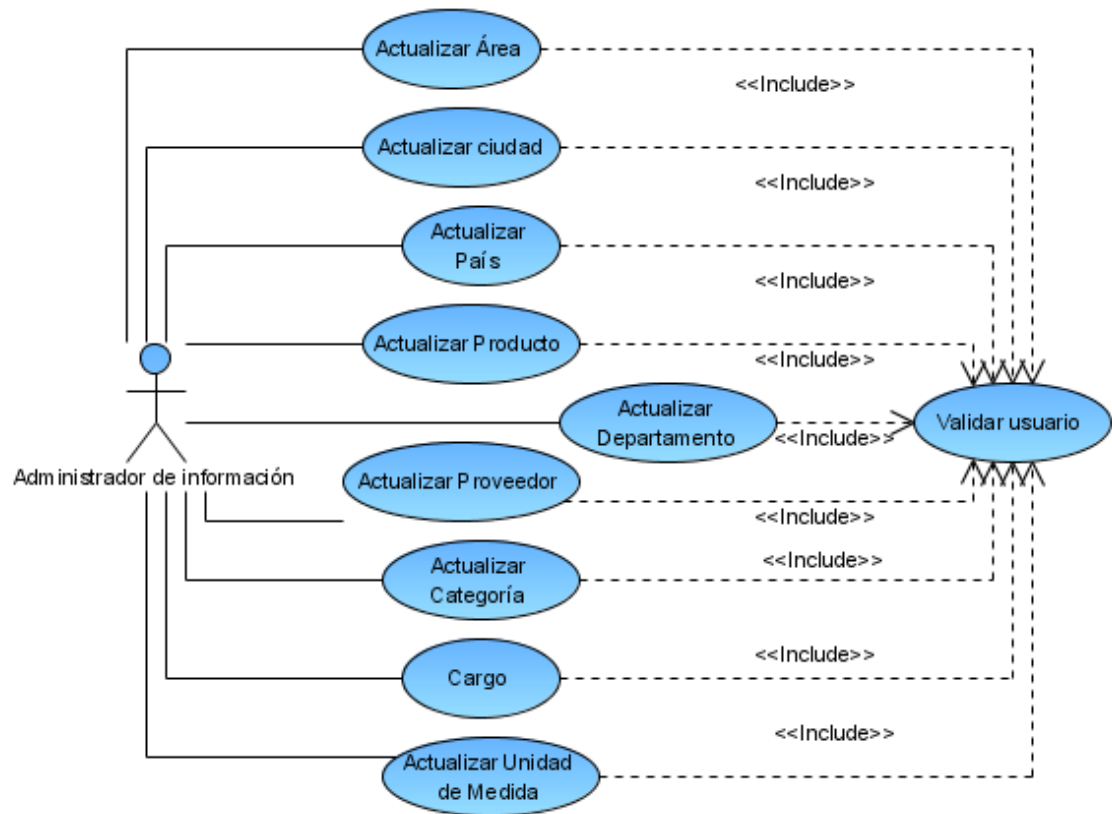 Actualizar Área
<<Include>>
Actualizar ciudad
<<Include>>
Actualizar
País
<<Include>>
Actualizar Producto
<<Include>>
Actualizar
Departamento
<<Include>>
Validar usuario
Administrador de información
Actualizar Proveedor
<<Include>>
Actualizar
Categoría
<<Include>>
Cargo
<<Include>>
Actualizar Unidad
de Medida
<<Include>>